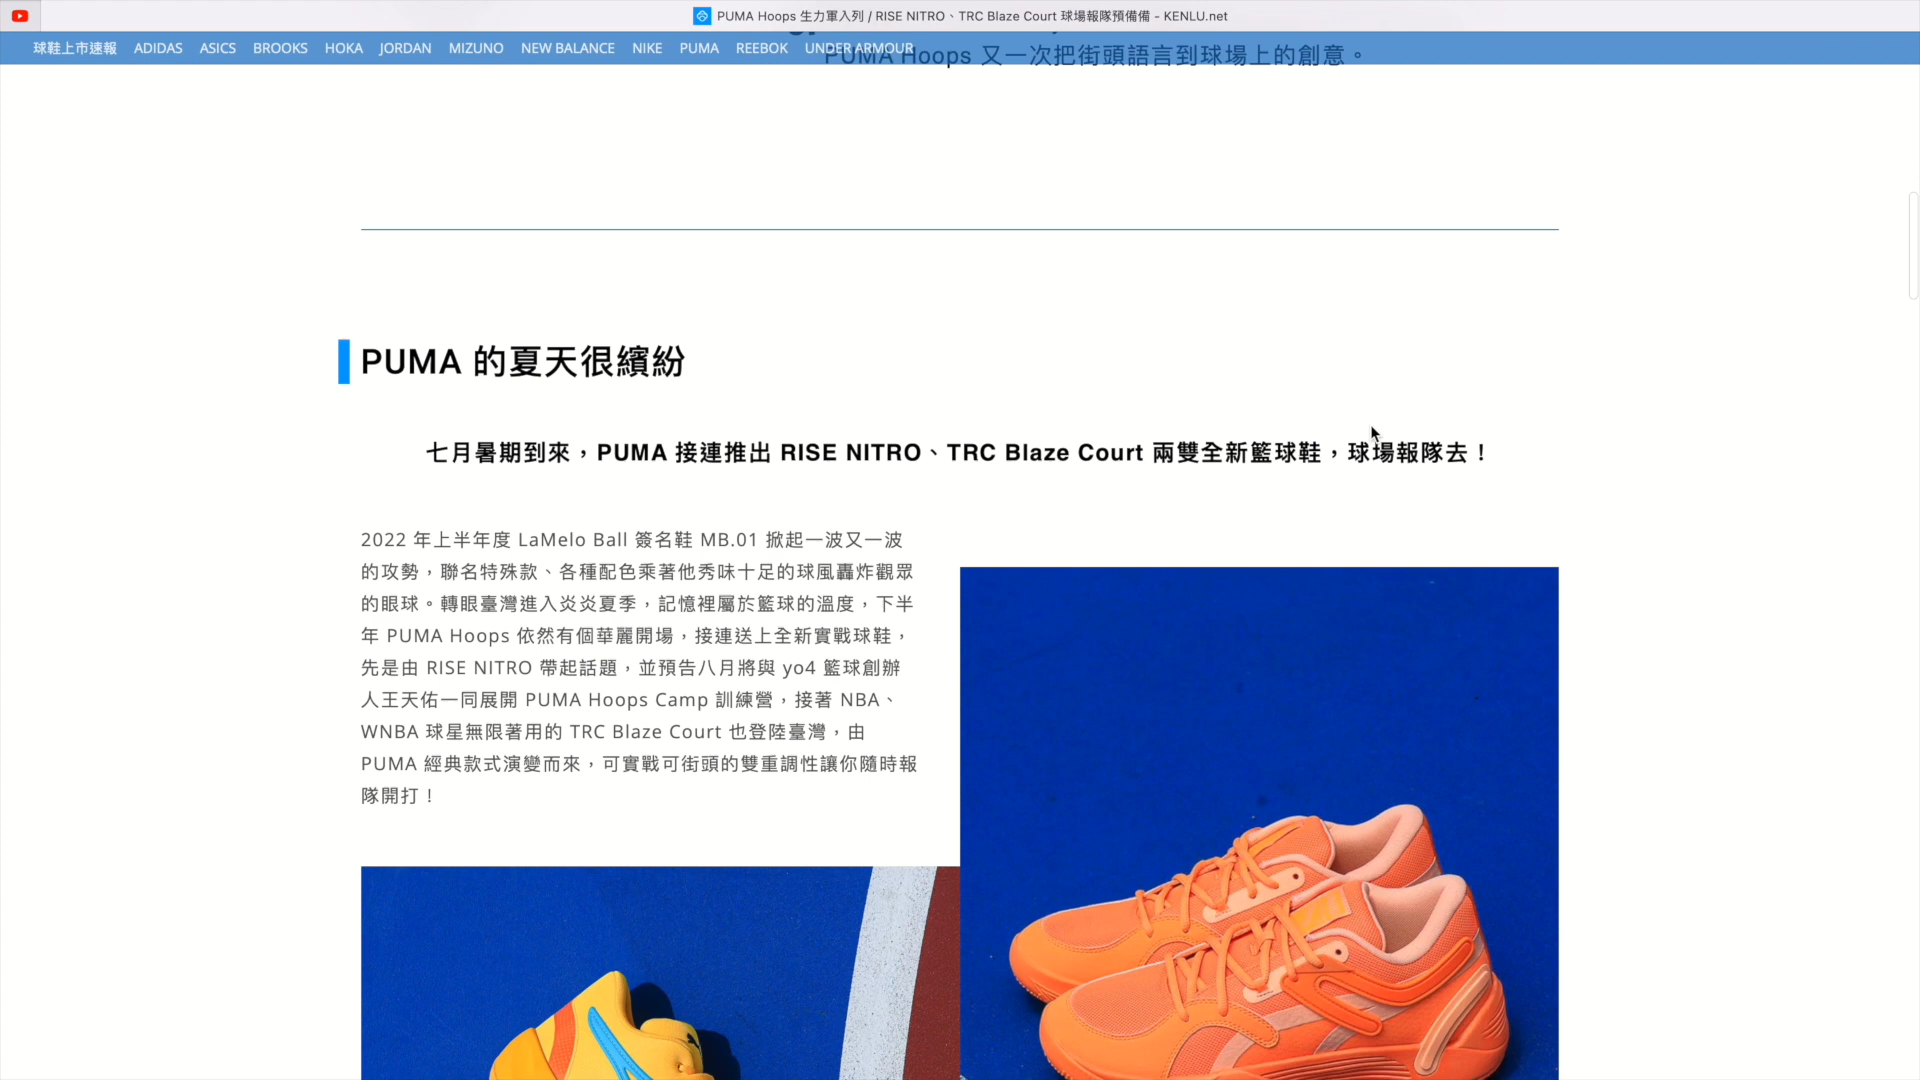 PUMA Hoops 生力軍入列 / RISE NITRO、TRC Blaze Court 球場報隊預備備 - KENLU.net
球鞋上市速報 ADIDAS ASICS BROOKS HOKA JORDAN MIZUNO NEW BALANCE NIKE PUMA REEBOK UNDER ARMOUR
PUMA Hoops 又一次把街頭語言到球場上的創意。
PUMA 的夏天很繽紛
七月暑期到來，PUMA 接連推出 RISE NITRO、TRC Blaze Court 兩雙全新籃球鞋，球場報隊去！
2022 年上半年度 LaMelo Ball 簽名鞋 MB.01 掀起一波又一波
的攻勢，聯名特殊款、各種配色乘著他秀味十足的球風轟炸觀眾
的眼球。轉眼臺灣進入炎炎夏季，記憶裡屬於籃球的溫度，下半
年 PUMA Hoops 依然有個華麗開場，接連送上全新實戰球鞋，
先是由 RISE NITRO 帶起話題，並預告八月將與 yo4 籃球創辦
人王天佑一同展開 PUMA Hoops Camp 訓練營，接著 NBA、
WNBA 球星無限著用的 TRC Blaze Court 也登陸臺灣，由
PUMA 經典款式演變而來，可實戰可街頭的雙重調性讓你隨時報
隊開打！